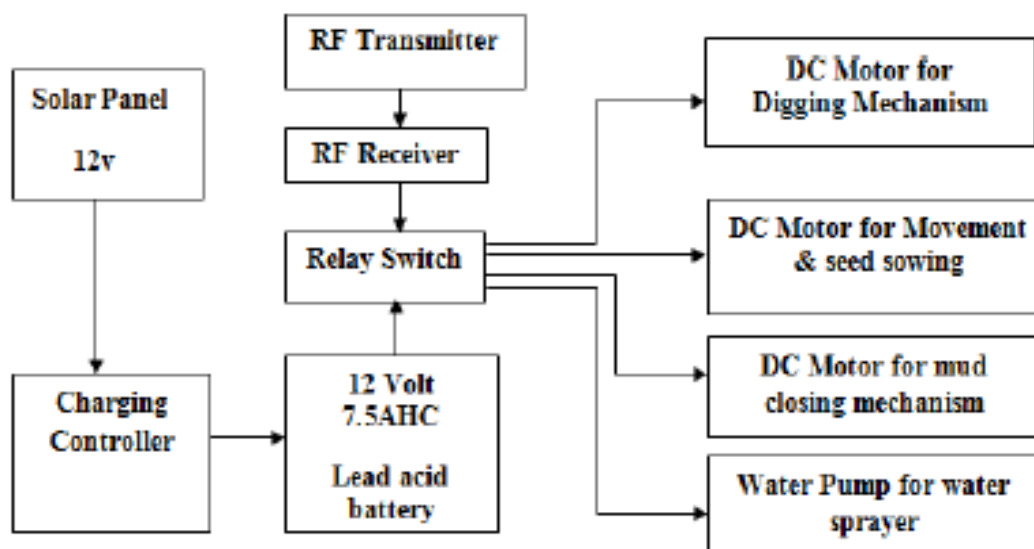 RF Transmitter
Solar Panel
12v
RF Receiver
Relay Switch
Charging
Controller
12 Volt
7.5AHC
Lead acid
battery
DC Motor for
Digging Mechanism
DC Motor for Movement
& seed sowing
DC Motor for mud
closing mechanism
Water Pump for water
sprayer